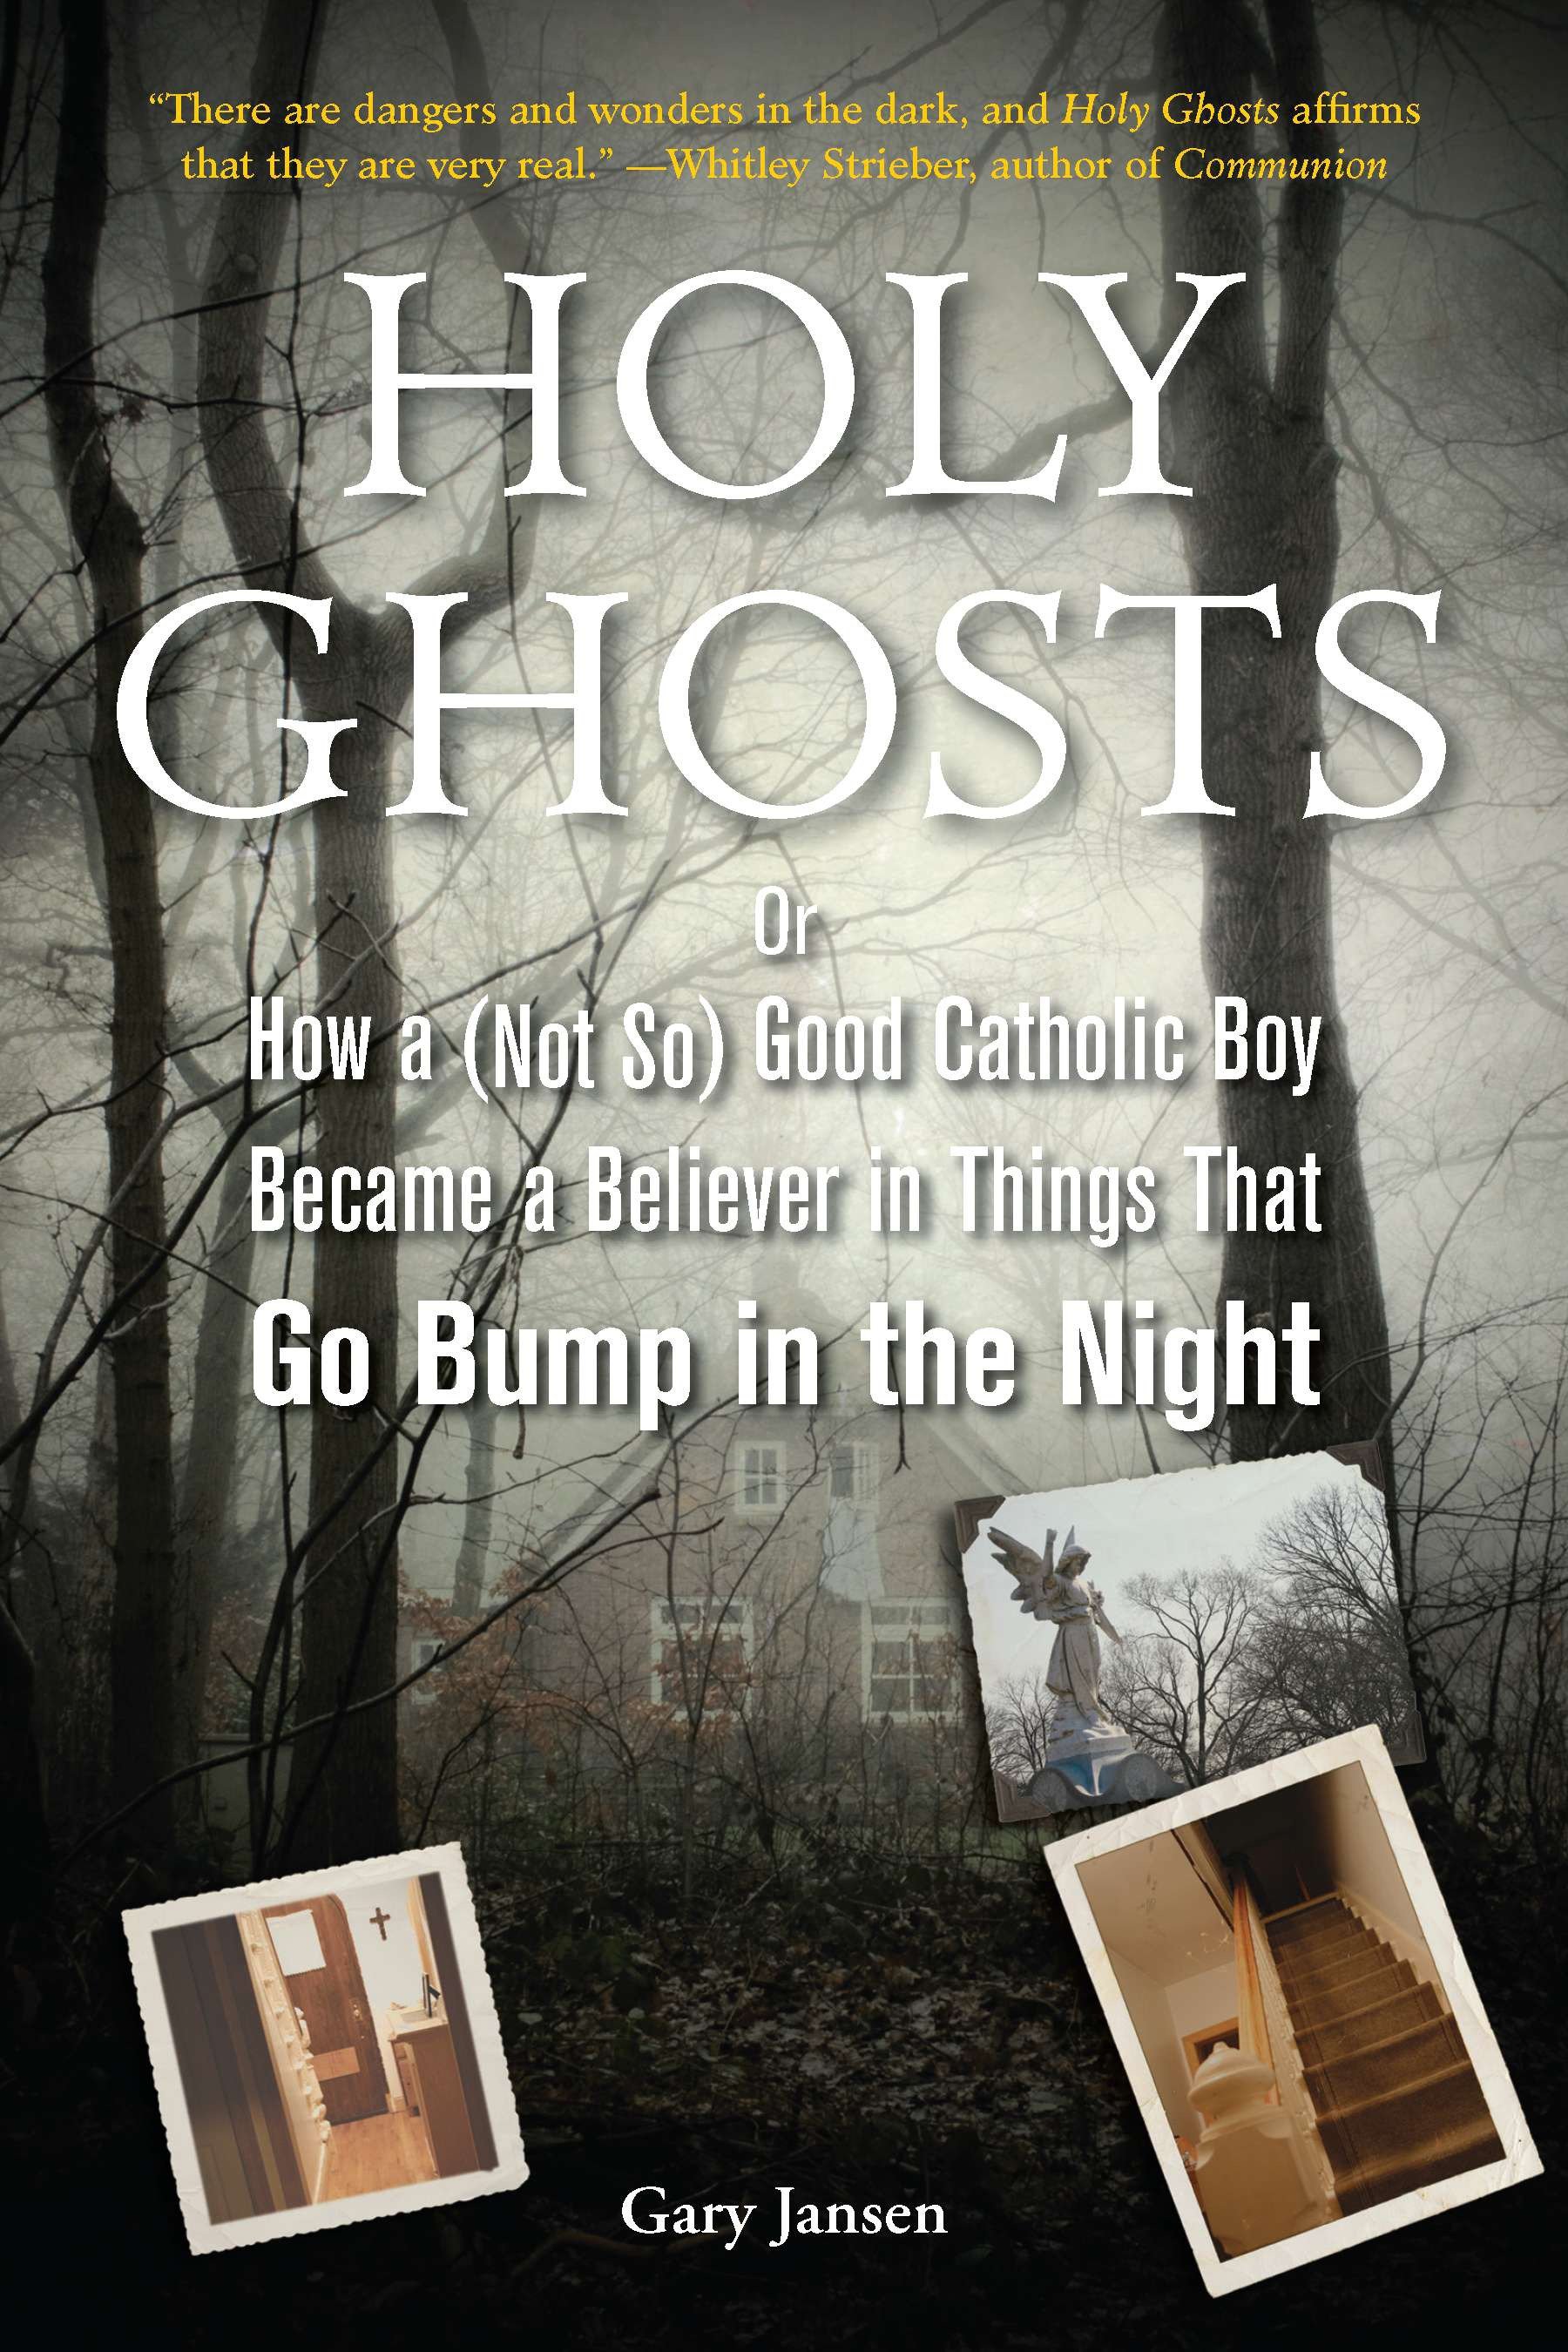 “There are dangers and wonders in the dark, and Holy Ghosts affirms
that they are very real.” —Whitley Strieber, author of Communion
HOLY
GHOSTS
Or
How a (Not So) Good Catholic Boy
Became a Believer in Things That
Go Bump in the Night
Gary Jansen